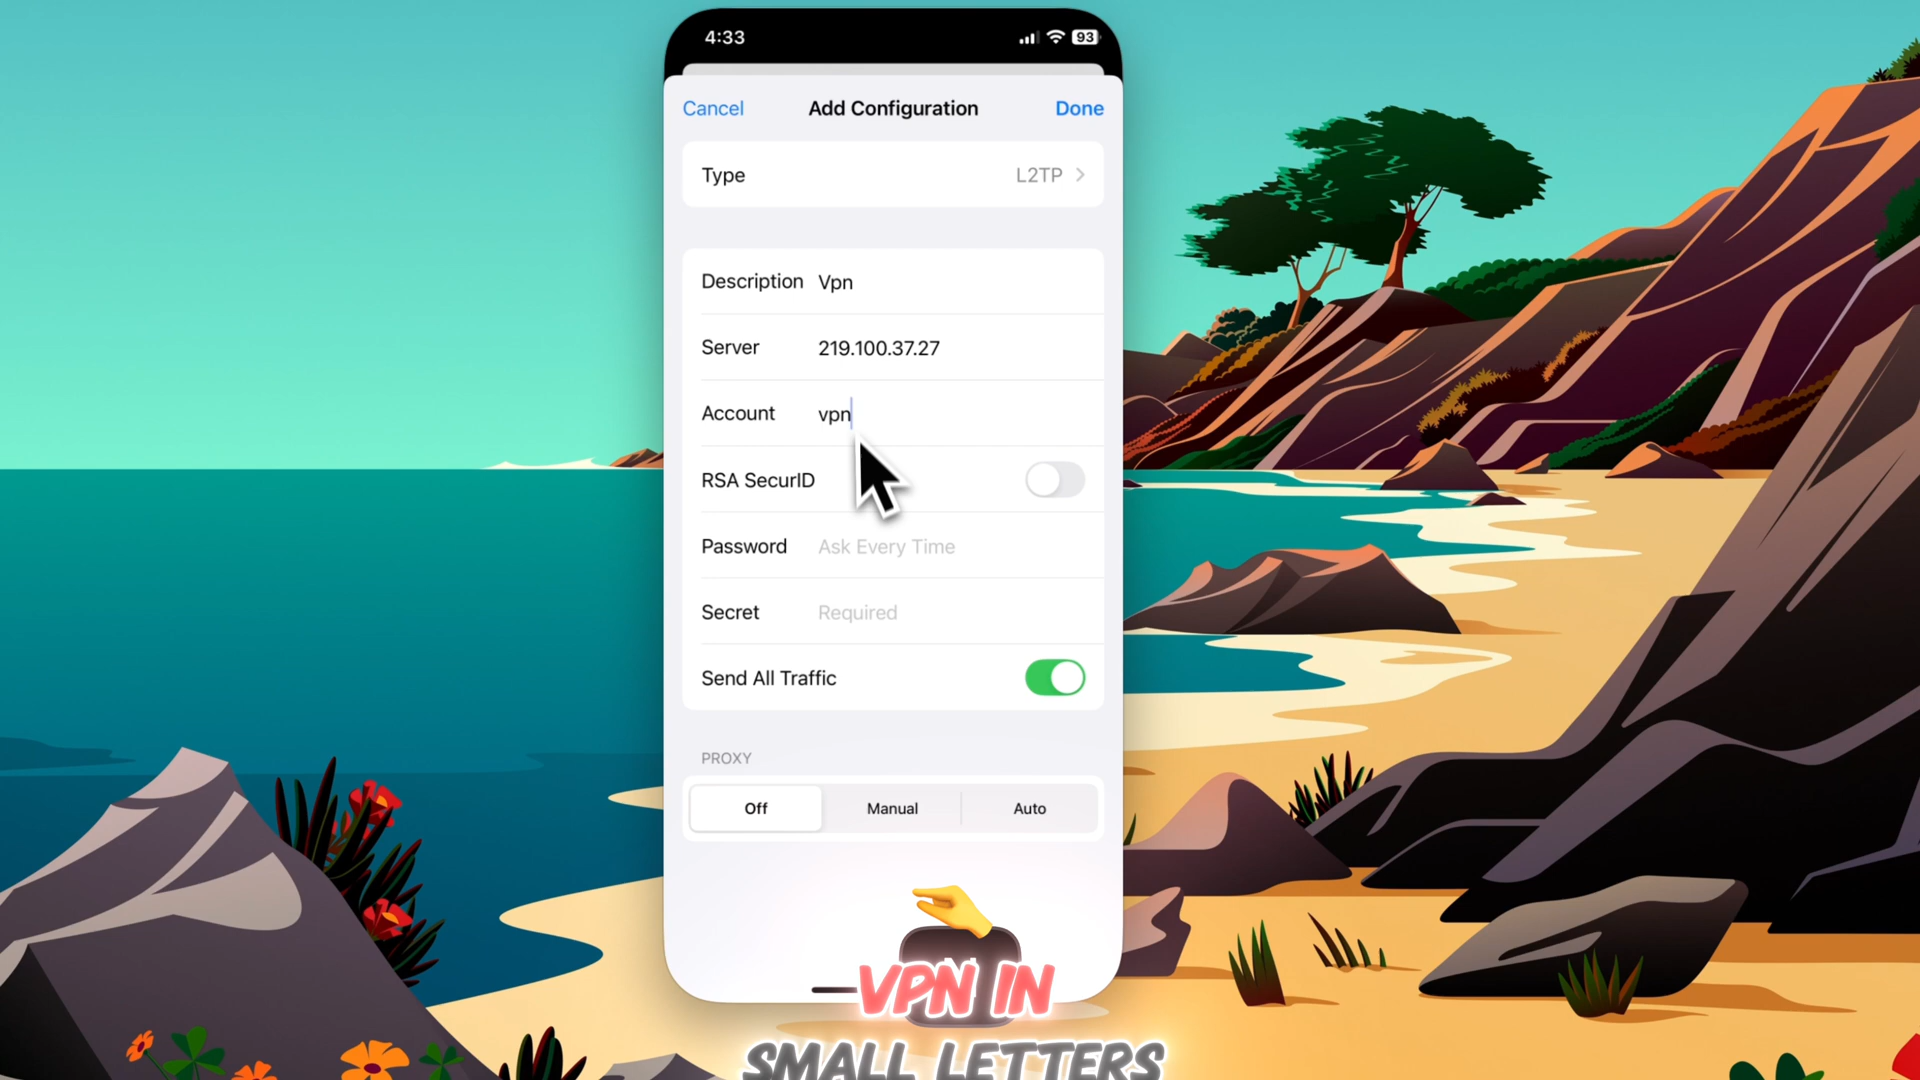 4:33
93
Cancel
Add Configuration
Done
Type
L2TP
Description Vpn
Server 219.100.37.27
Account vpn
RSA SecurID
Password Ask Every Time
Secret Required
Send All Traffic
PROXY
Off
Manual
Auto
VPN IN
SMALL LETTERS